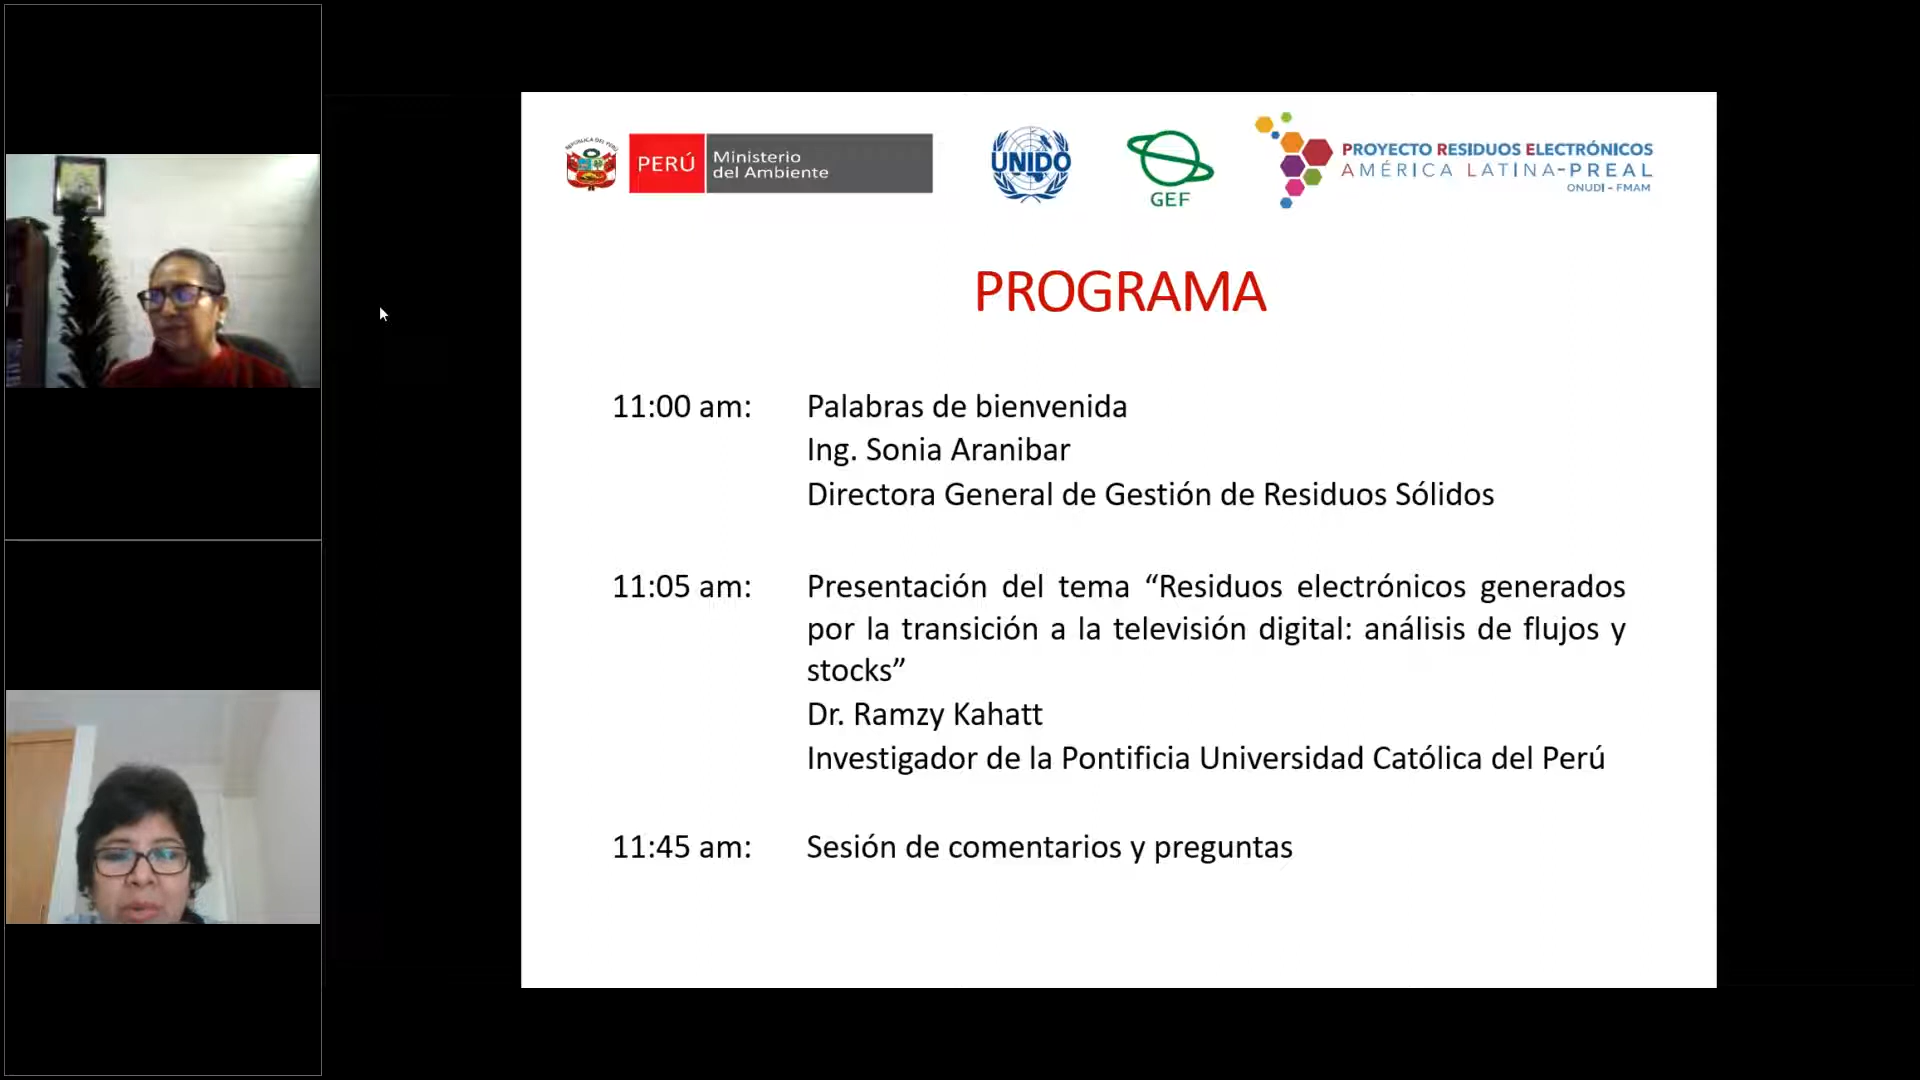 REPÚBLICA DEL PERÚ
PERÚ
Ministerio
del Ambiente
UNIDO
GEF
PROYECTO RESIDUOS ELECTRÓNICOS
AMÉRICA LATINA-PREAL
ONUDI - FMAM
PROGRAMA
11:00 am: Palabras de bienvenida
Ing. Sonia Aranibar
Directora General de Gestión de Residuos Sólidos
11:05 am: Presentación del tema “Residuos electrónicos generados
por la transición a la televisión digital: análisis de flujos y
stocks”
Dr. Ramzy Kahatt
Investigador de la Pontificia Universidad Católica del Perú
11:45 am: Sesión de comentarios y preguntas